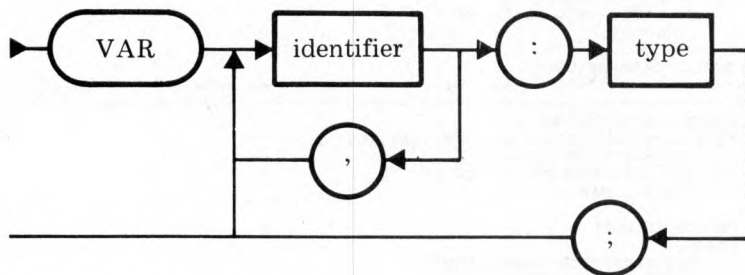 VAR identifier : type
,
;